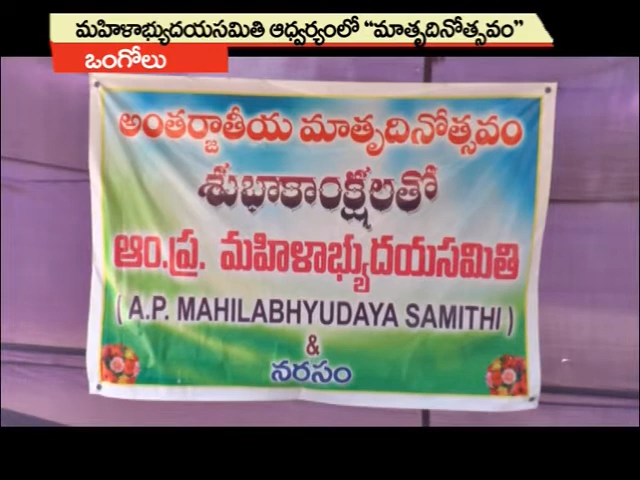 మహిళాభ్యుదయసమితి ఆధ్వర్యంలో “మాతృదినోత్సవం”
ఒంగోలు
అంతర్జాతీయ మాతృదినోత్సవం
శుభాకాంక్షలతో
ఆం.ప్ర. మహిళాభ్యుదయసమితి
( A.P. MAHILABHYUDAYA SAMITHI )
&
నరసం